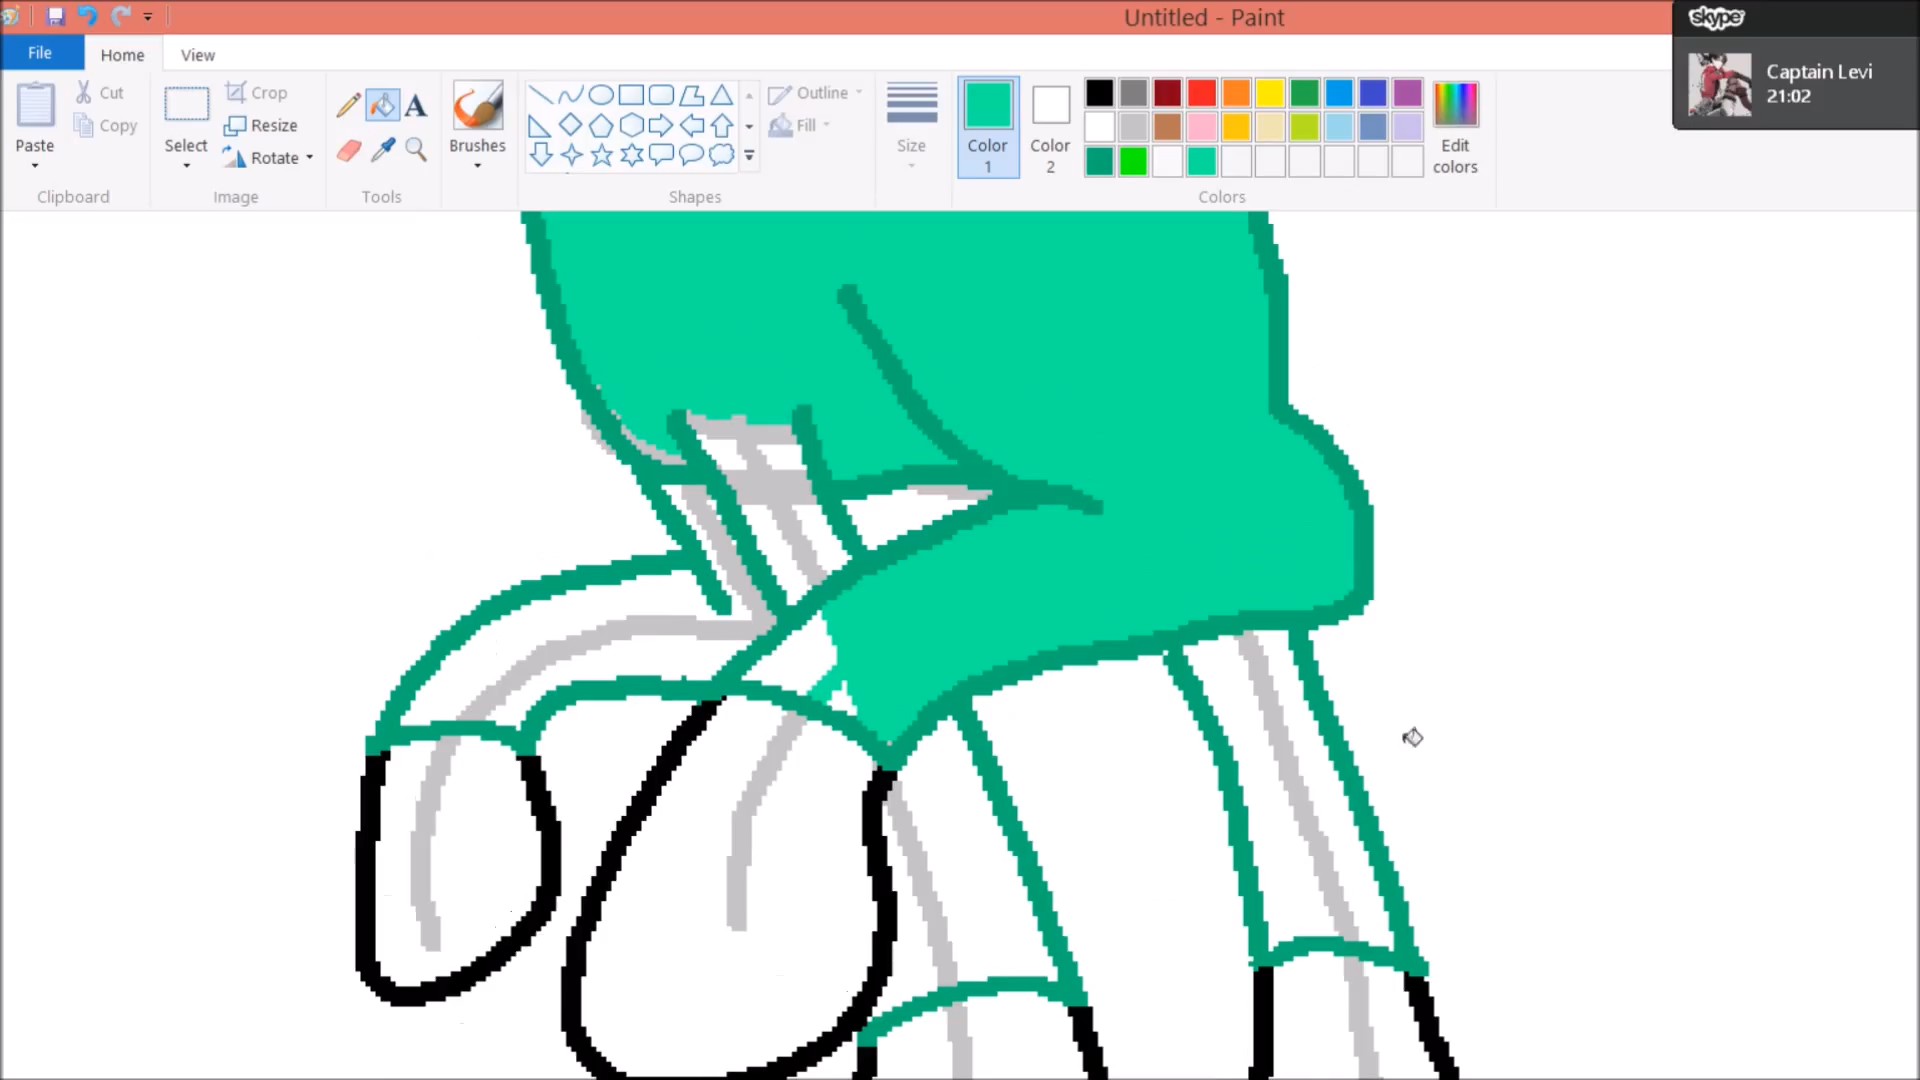 Untitled - Paint
skype
Captain Levi
21:02
File
Home
View
Paste
Cut
Copy
Clipboard
Select
Crop
Resize
Rotate
Image
A
Tools
Brushes
Outline
Fill
Shapes
Size
Color
1
Color
2
Edit
colors
Colors